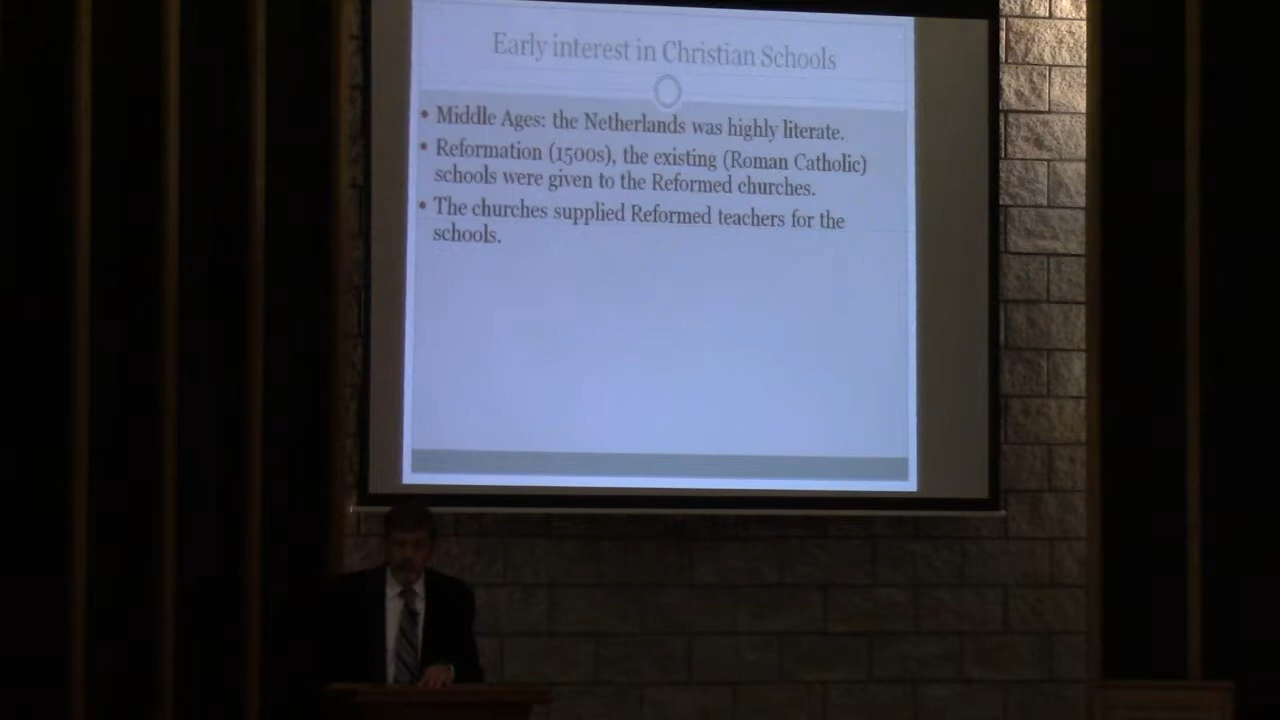 Early interest in Christian Schools
• Middle Ages: the Netherlands was highly literate.
• Reformation (1500s), the existing (Roman Catholic)
schools were given to the Reformed churches.
• The churches supplied Reformed teachers for the
schools.